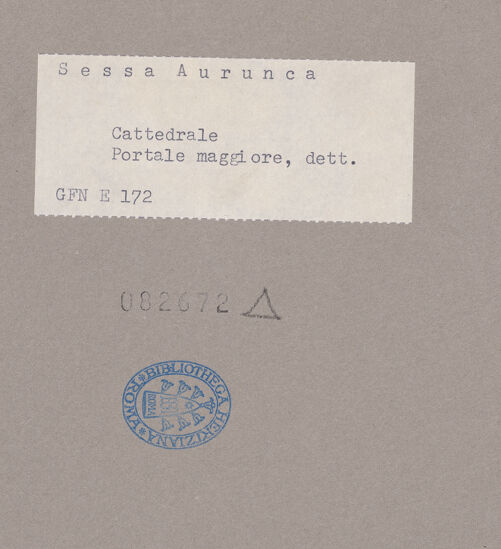 Sessa Aurunca
Cattedrale
Portale maggiore, dett.
GFN E 172
082672
BIBLIOTHECA HERTZIANA
ROMA